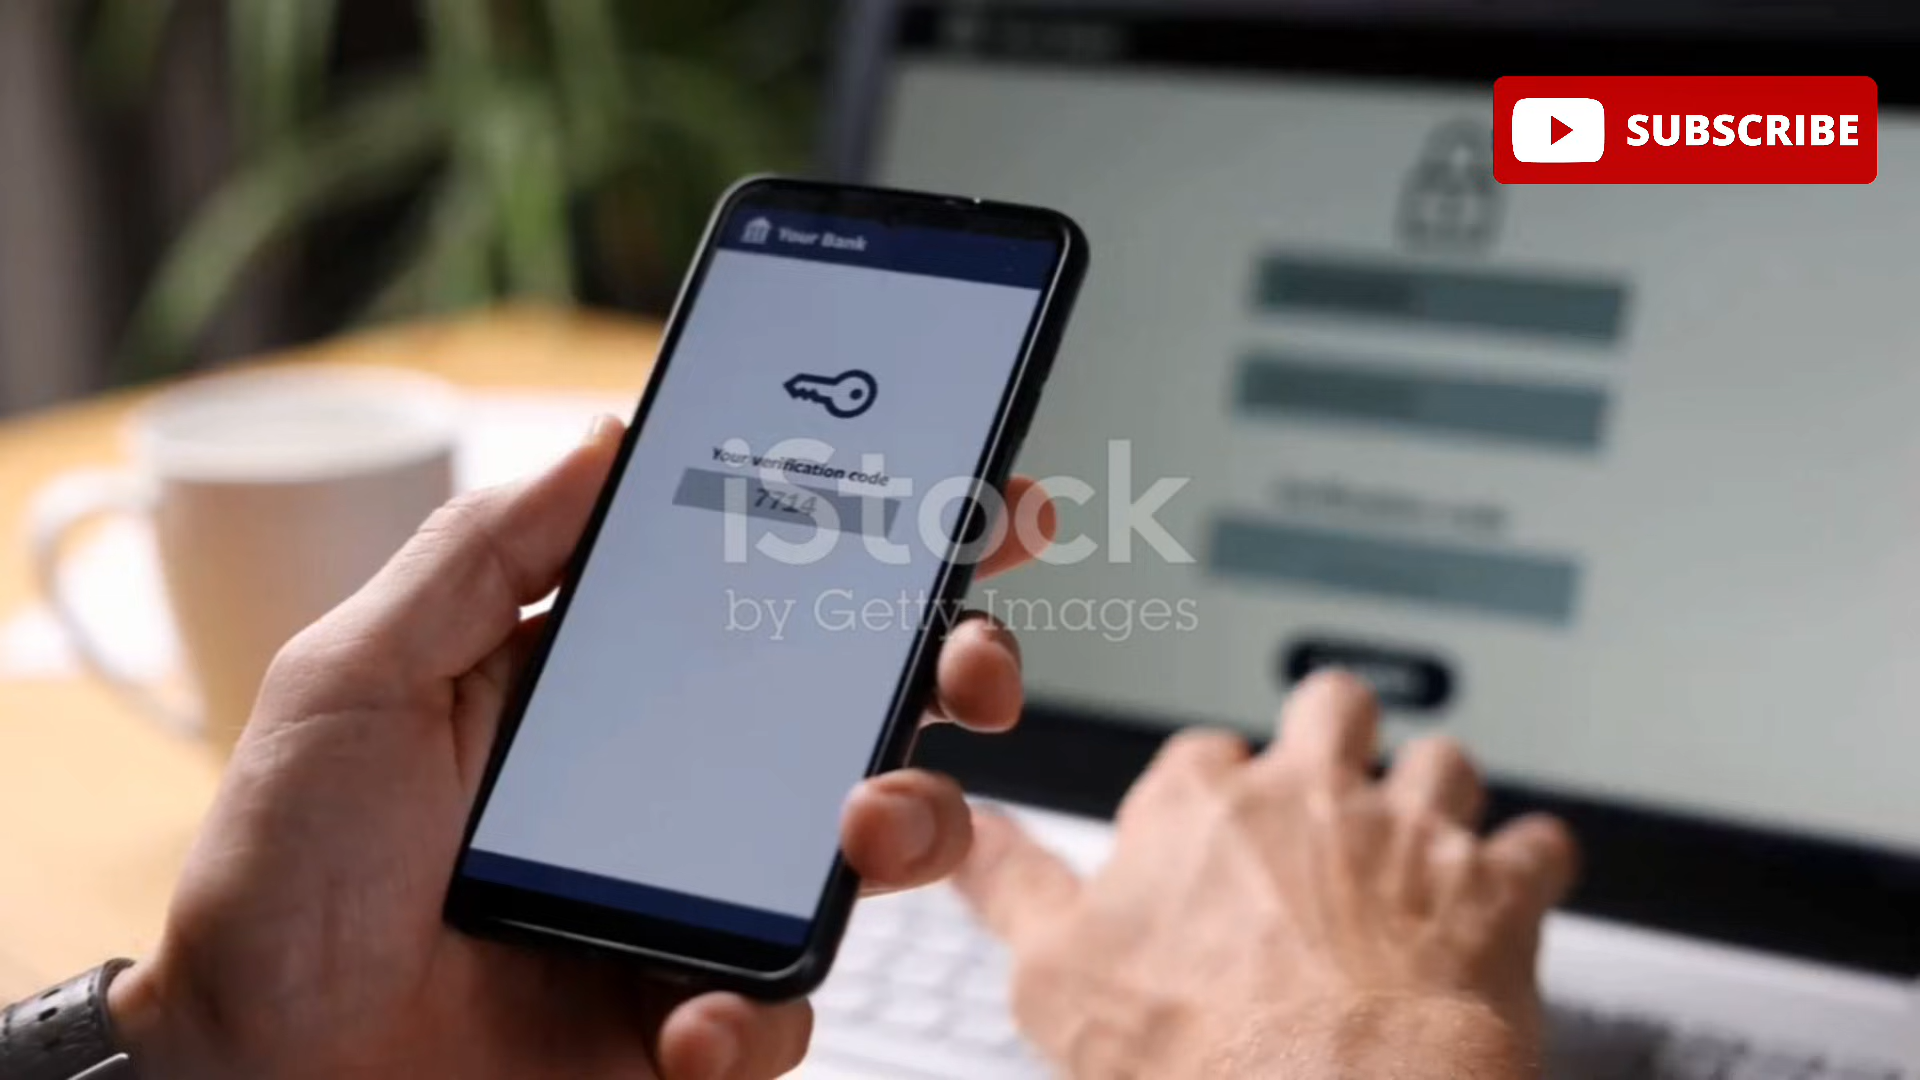 SUBSCRIBE
Your Bank
Your verification code
7714
iStock
by Getty Images